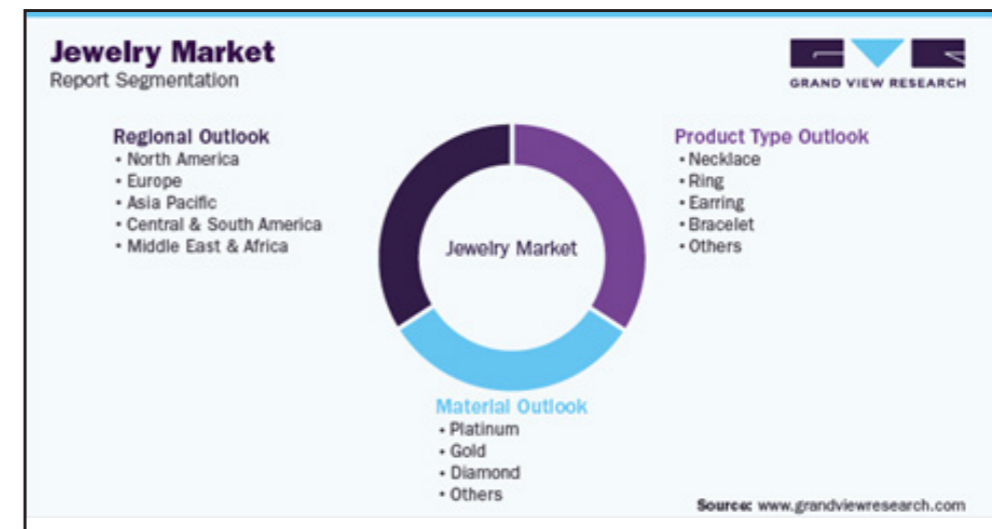 Jewelry Market
Report Segmentation
GRAND VIEW RESEARCH
Regional Outlook
• North America
• Europe
• Asia Pacific
• Central & South America
• Middle East & Africa
Product Type Outlook
• Necklace
• Ring
• Earring
• Bracelet
• Others
Jewelry Market
Material Outlook
• Platinum
• Gold
• Diamond
• Others
Source: www.grandviewresearch.com